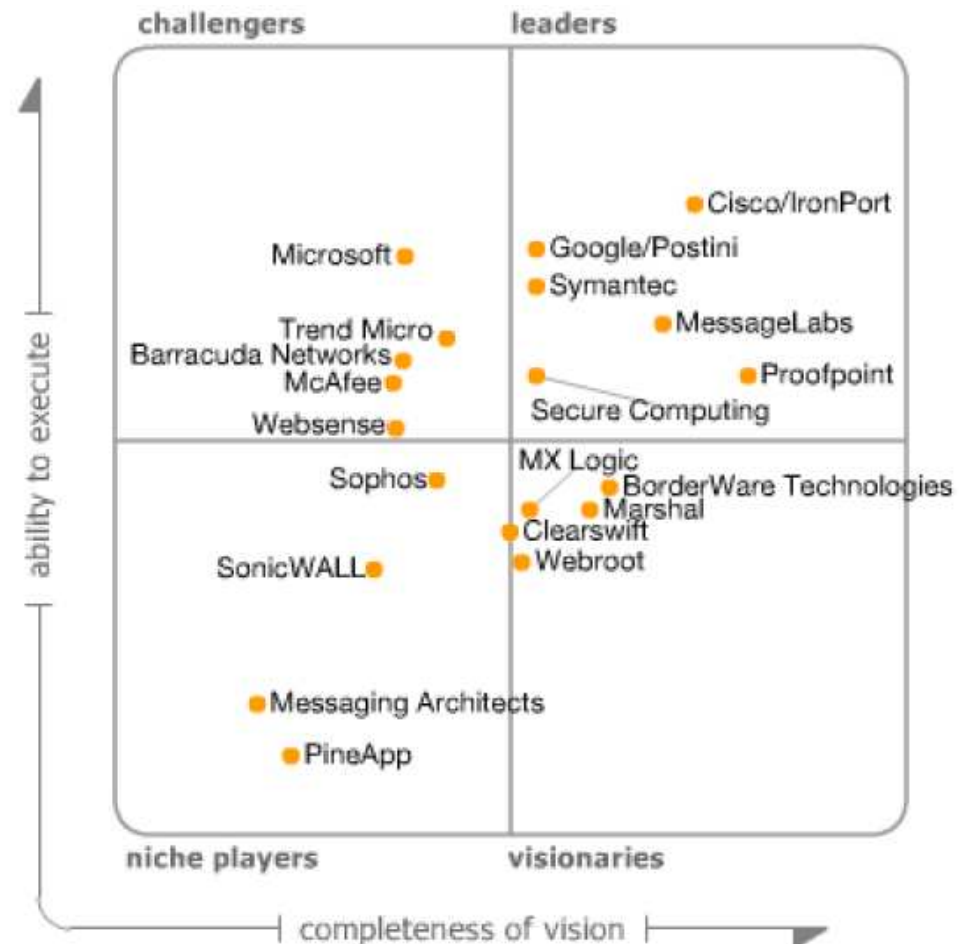 challengers
leaders
Cisco/IronPort
Google/Postini
Microsoft
Symantec
MessageLabs
Trend Micro
Barracuda Networks
Proofpoint
McAfee
Secure Computing
Websense
MX Logic
Sophos
BorderWare Technologies
Marshal
Clearswift
Webroot
SonicWALL
Messaging Architects
PineApp
niche players
visionaries
ability to execute
completeness of vision